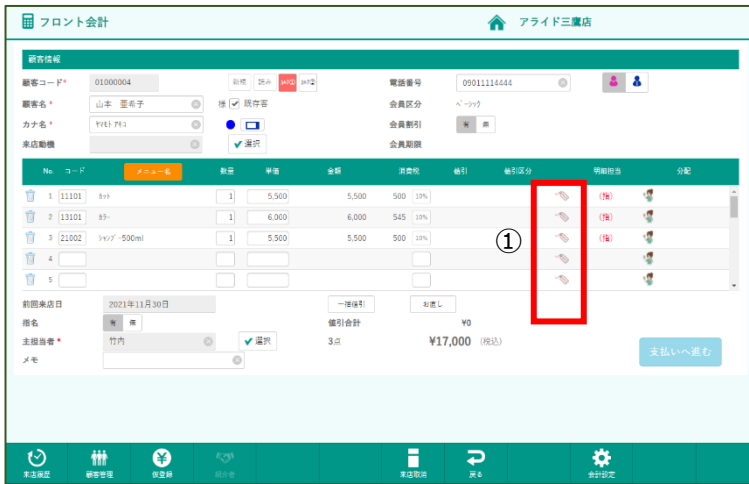 フロント会計 アライド三鷹店
顧客情報
顧客コード* 01000004 新規 読み 電話番号 09011114444
顧客名* 山本 亜希子 様 既存客 会員区分 ベーシック
カナ名* ヤマモト アキコ 会員割引 有 無
来店動機 選択 会員期限
No. コード メニュー名 数量 単価 金額 消費税 値引 値引区分 明細担当 分配
1 11101 カット 1 5,500 5,500 500 10% (指)
2 13101 カラー 1 6,000 6,000 545 10% (指)
3 21002 シャンプー500ml 1 5,500 5,500 500 10%
4
5
①
前回来店日 2021年11月30日 一括値引 お直し
指名 有 無 値引合計 ¥0
主担当者* 竹内 選択 3点 ¥17,000 (税込)
メモ
支払いへ進む
来店履歴 顧客管理 仮登録 紹介者 来店取消 戻る 会計設定